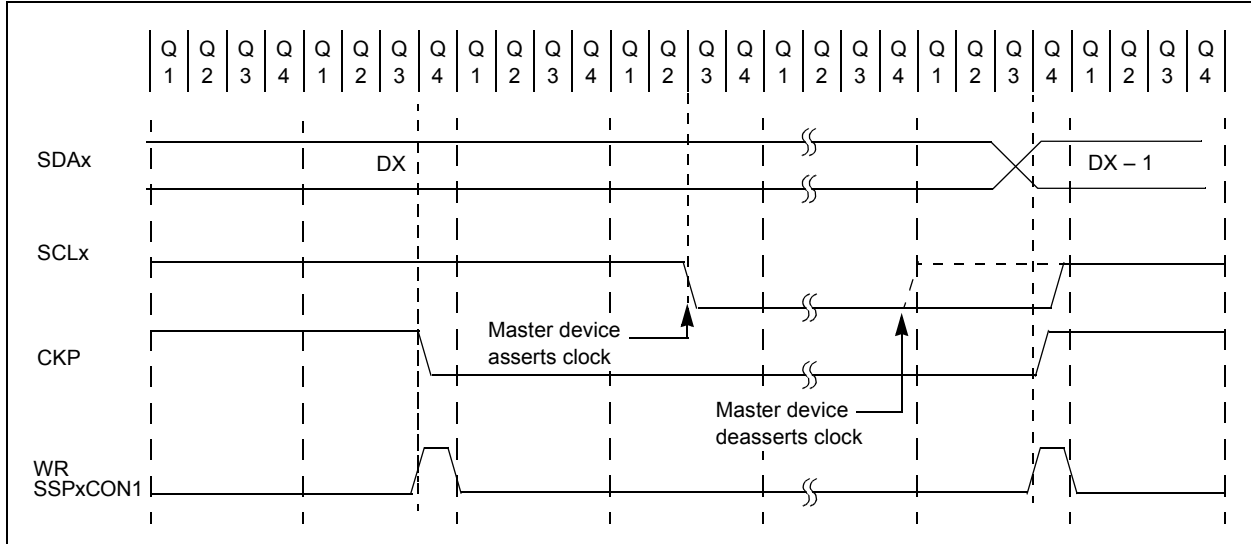 Q Q Q Q Q Q Q Q Q Q Q Q Q Q Q Q Q Q Q Q Q Q Q Q Q Q Q Q
1 2 3 4 1 2 3 4 1 2 3 4 1 2 3 4 1 2 3 4 1 2 3 4 1 2 3 4
SDAx
DX
DX – 1
SCLx
Master device
asserts clock
CKP
Master device
deasserts clock
WR
SSPxCON1